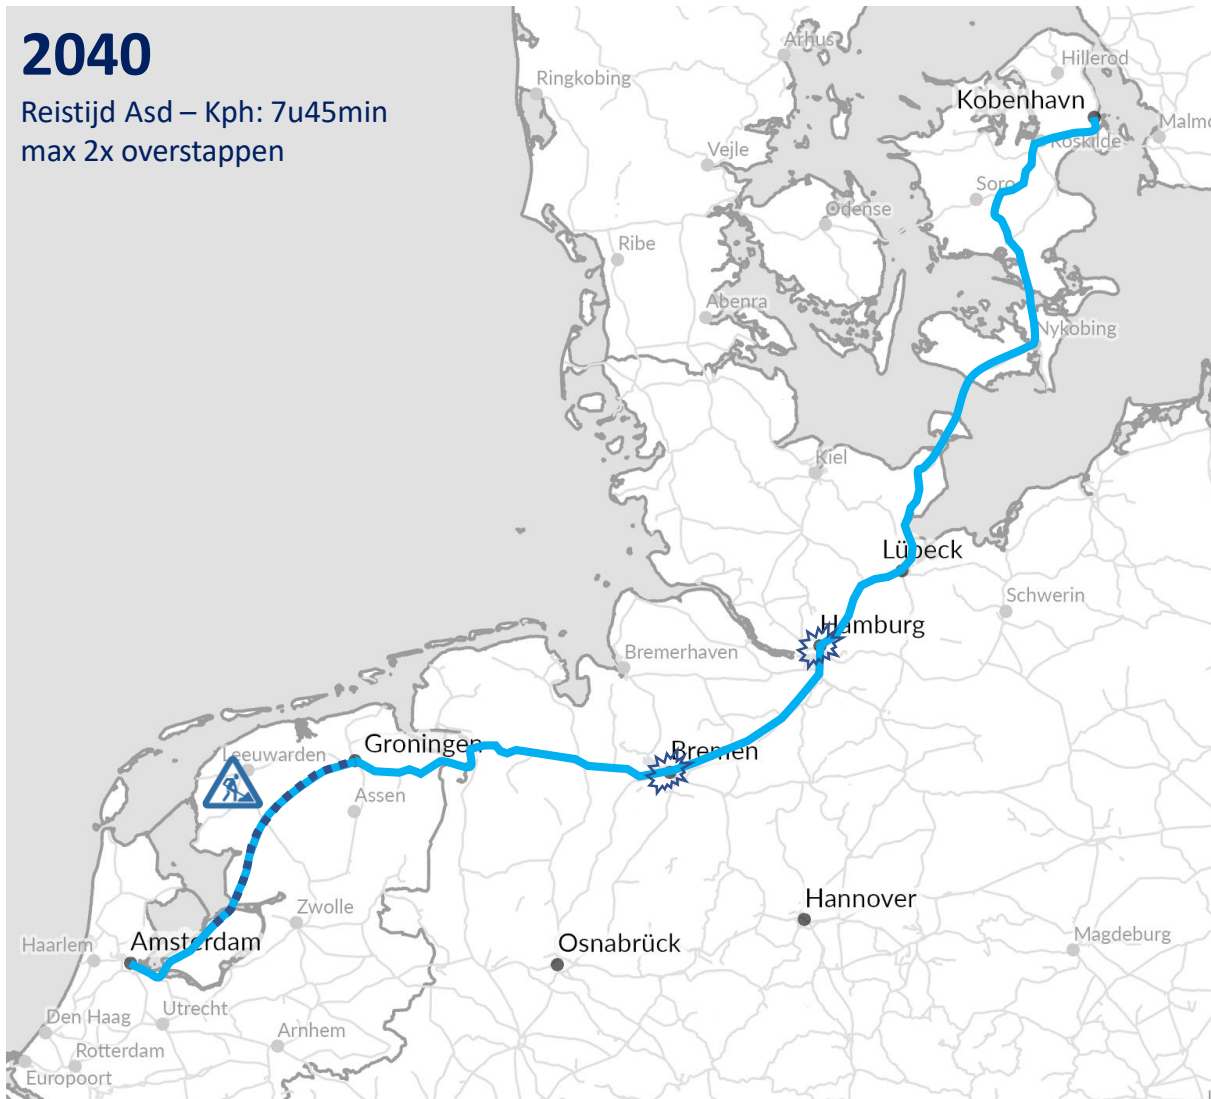 2040
Reistijd Asd – Kph: 7u45min
max 2x overstappen
Arhus
Hillerod
Ringkobing
Kobenhavn
Malmo
Roskilde
Vejle
Soro
Odense
Ribe
Abenra
Nykobing
Kiel
Lübeck
Schwerin
Hamburg
Bremerhaven
Groningen
Bremen
Leeuwarden
Assen
Hannover
Zwolle
Osnabrück
Amsterdam
Haarlem
Magdeburg
Utrecht
Den Haag
Arnhem
Rotterdam
Europoort